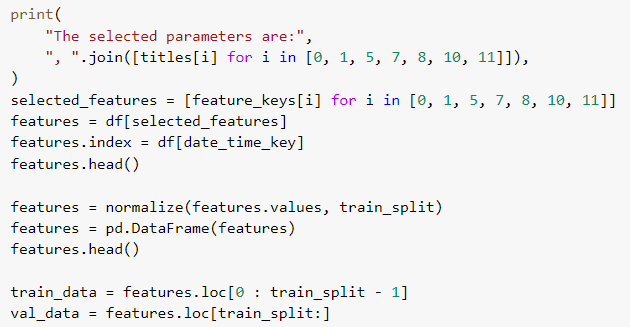 print(
    "The selected parameters are:",
    ", ".join([titles[i] for i in [0, 1, 5, 7, 8, 10, 11]]),
)
selected_features = [feature_keys[i] for i in [0, 1, 5, 7, 8, 10, 11]]
features = df[selected_features]
features.index = df[date_time_key]
features.head()

features = normalize(features.values, train_split)
features = pd.DataFrame(features)
features.head()

train_data = features.loc[0 : train_split - 1]
val_data = features.loc[train_split:]